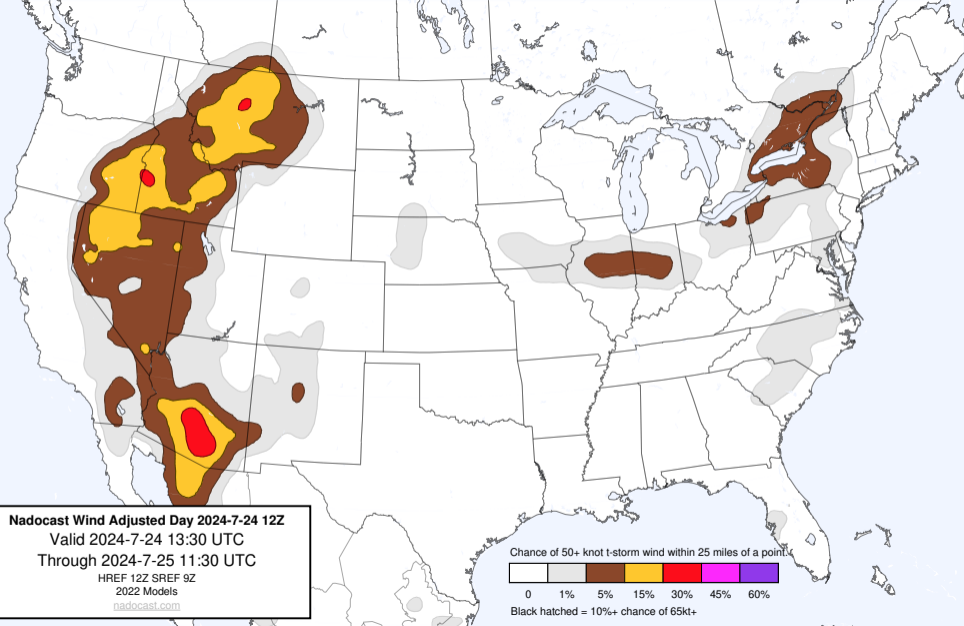 Nadocast Wind Adjusted Day 2024-7-24 12Z
Valid 2024-7-24 13:30 UTC
Through 2024-7-25 11:30 UTC
HREF 12Z SREF 9Z
2022 Models
nadocast.com
Chance of 50+ knot t-storm wind within 25 miles of a point.
0 1% 5% 15% 30% 45% 60%
Black hatched = 10%+ chance of 65kt+